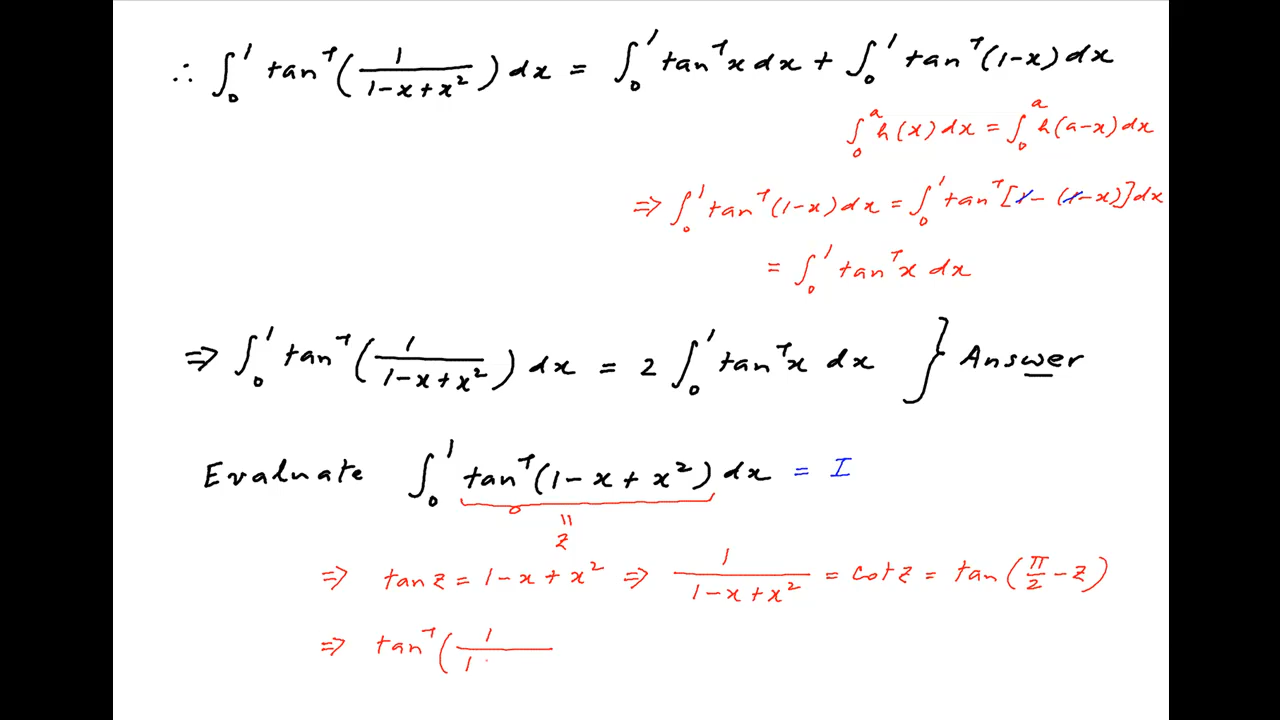 ∴ ∫₀¹ tan⁻¹(1/(1-x+x²)) dx = ∫₀¹ tan⁻¹x dx + ∫₀¹ tan⁻¹(1-x) dx
∫₀ᵃ h(x) dx = ∫₀ᵃ h(a-x) dx
⇒ ∫₀¹ tan⁻¹(1-x) dx = ∫₀¹ tan⁻¹[1-(1-x)] dx
= ∫₀¹ tan⁻¹x dx
⇒ ∫₀¹ tan⁻¹(1/(1-x+x²)) dx = 2 ∫₀¹ tan⁻¹x dx } Answer
Evaluate ∫₀¹ tan⁻¹(1-x+x²) dx = I
=
z
⇒ tan z = 1-x+x² ⇒ 1/(1-x+x²) = cot z = tan(π/2 - z)
⇒ tan⁻¹(1/1